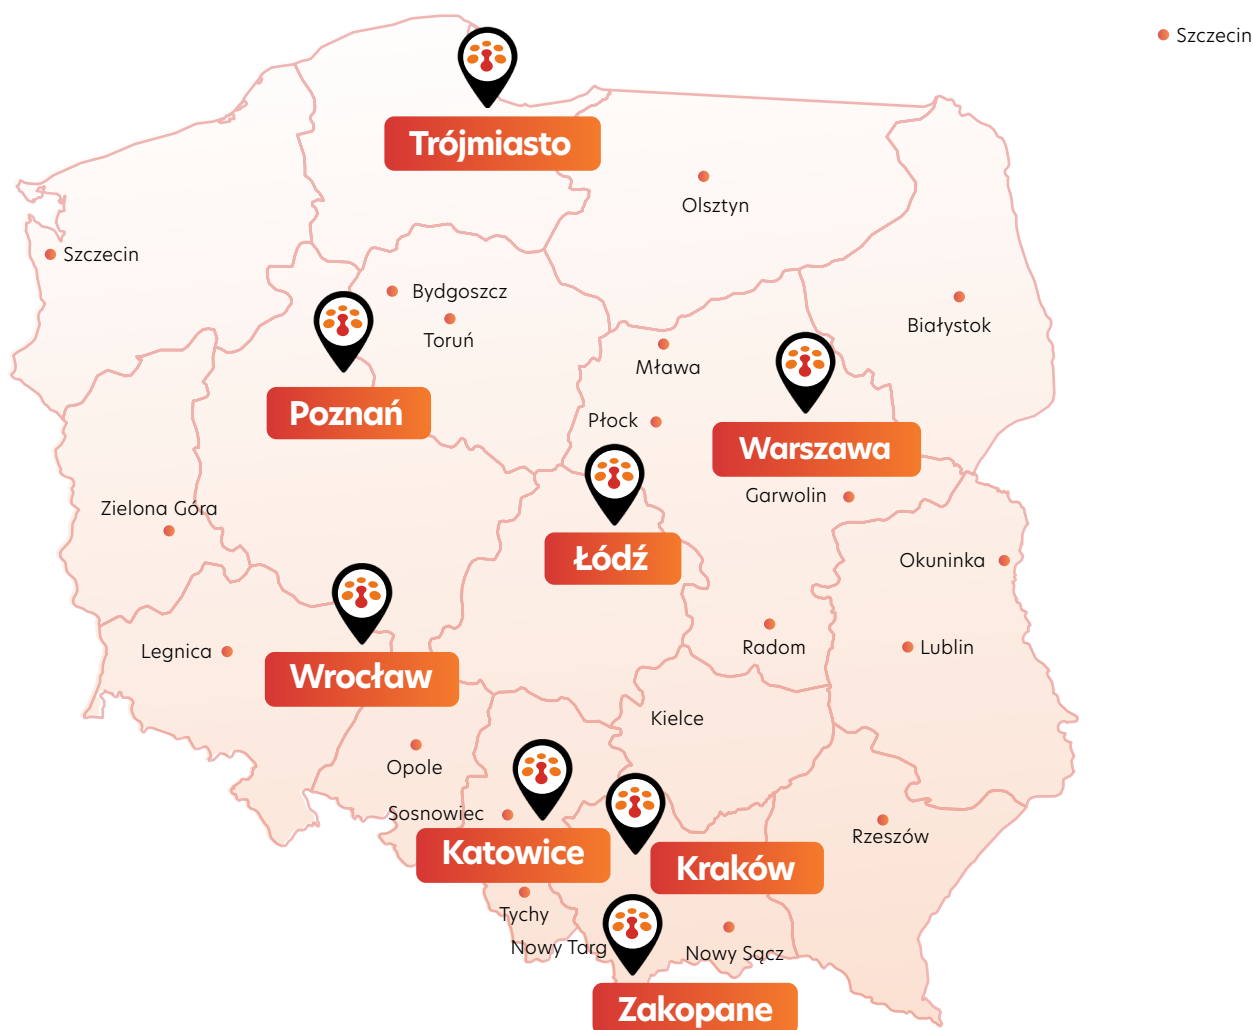 Szczecin
Trójmiasto
Olsztyn
Szczecin
Bydgoszcz
Białystok
Toruń
Mława
Poznań
Płock
Warszawa
Garwolin
Zielona Góra
Łódź
Okuninka
Legnica
Radom
Lublin
Wrocław
Kielce
Opole
Sosnowiec
Rzeszów
Katowice
Kraków
Tychy
Nowy Targ
Nowy Sącz
Zakopane